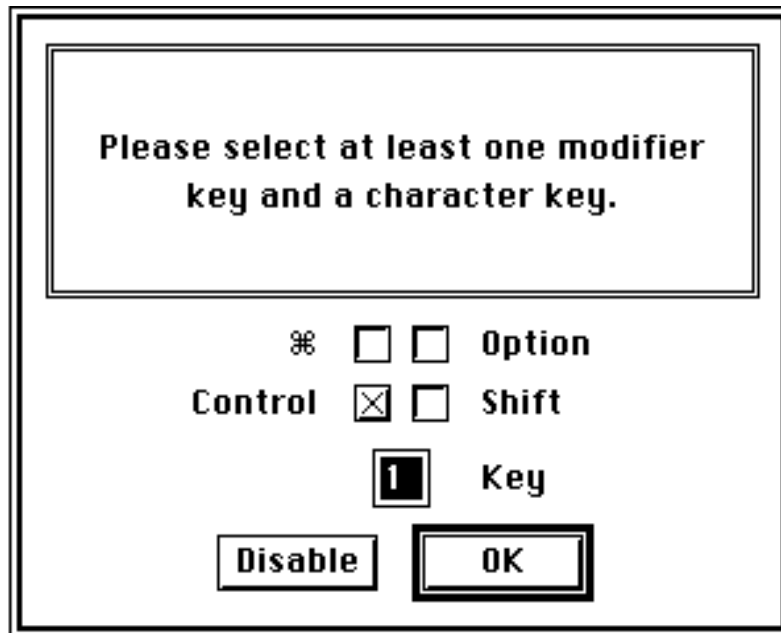 Please select at least one modifier
key and a character key.
⌘ Option
Control Shift
1 Key
Disable OK